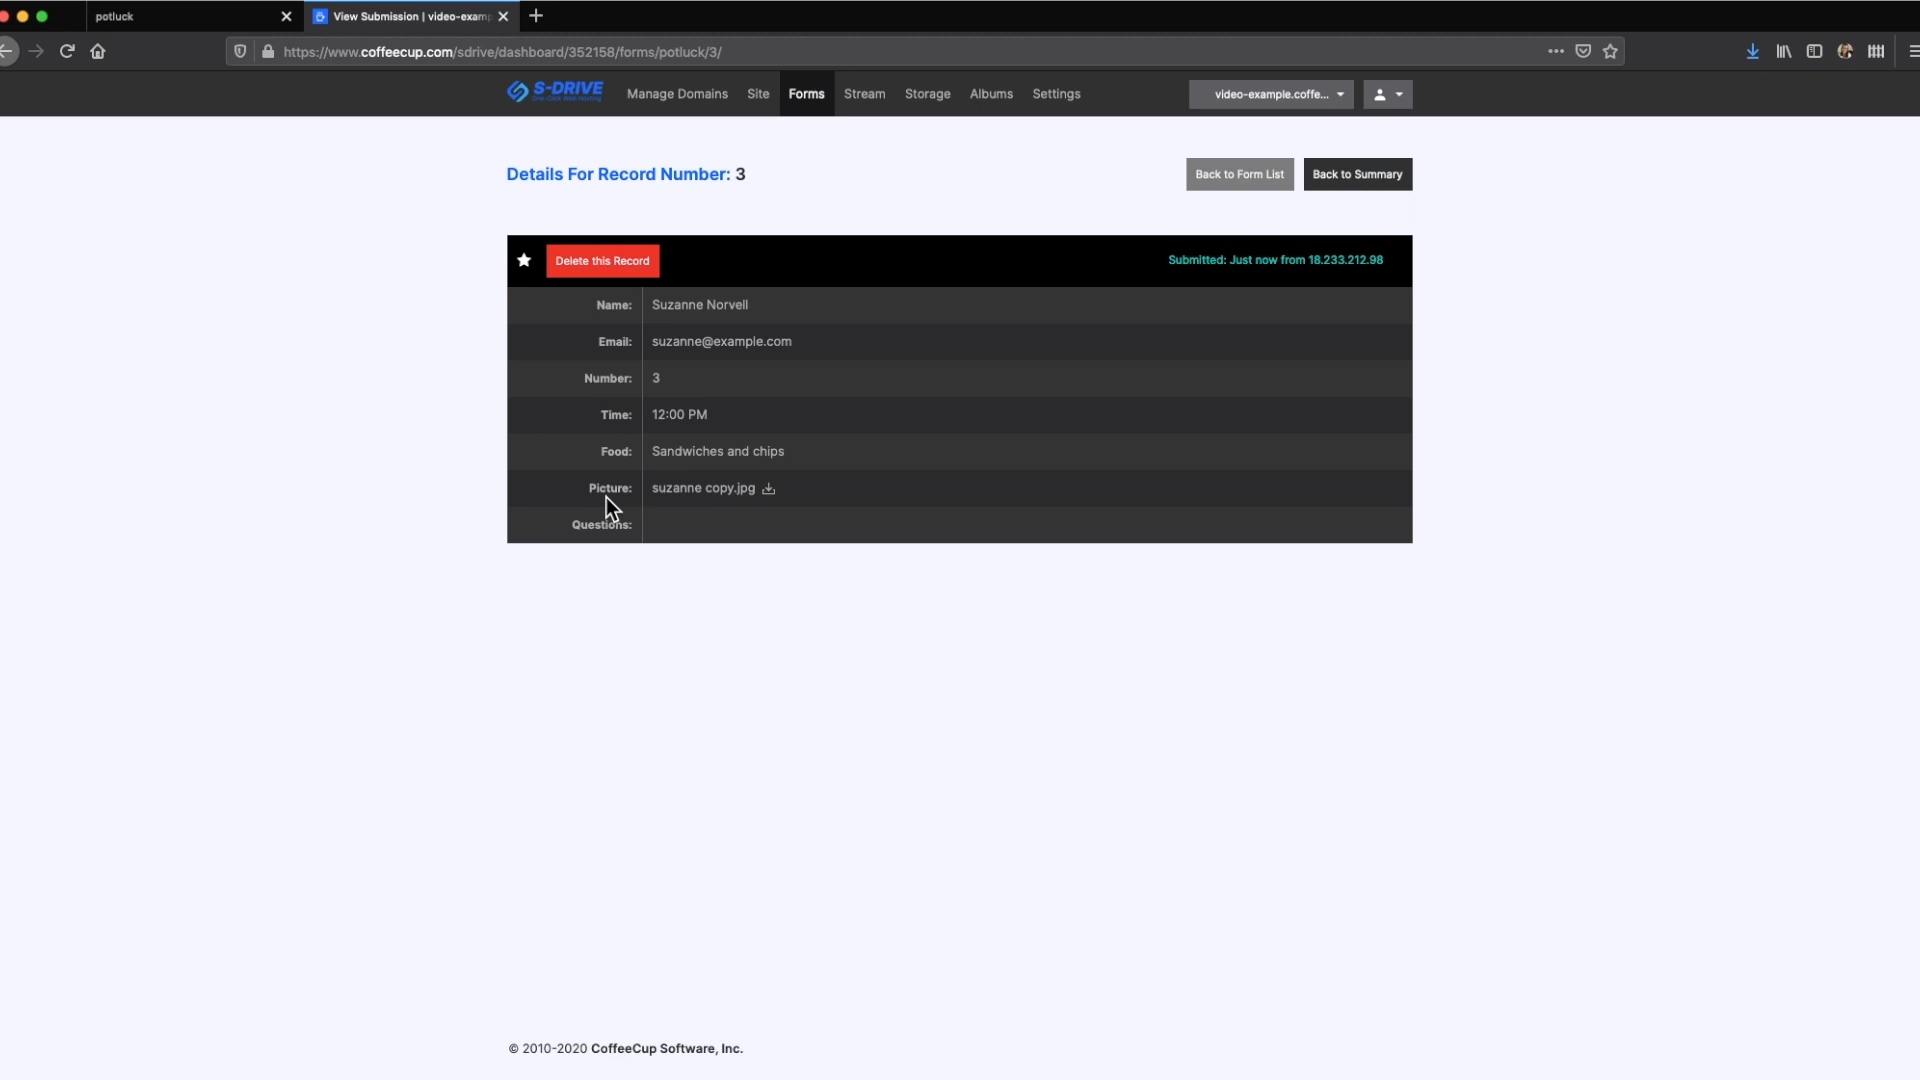 potluck
View Submission | video-examp
https://www.coffeecup.com/sdrive/dashboard/352158/forms/potluck/3/
S-DRIVE
One-Click Web Hosting
Manage Domains
Site
Forms
Stream
Storage
Albums
Settings
video-example.coffe...
Details For Record Number: 3
Back to Form List
Back to Summary
Delete this Record
Submitted: Just now from 18.233.212.98
Name: Suzanne Norvell
Email: suzanne@example.com
Number: 3
Time: 12:00 PM
Food: Sandwiches and chips
Picture: suzanne copy.jpg
Questions:
© 2010-2020 CoffeeCup Software, Inc.